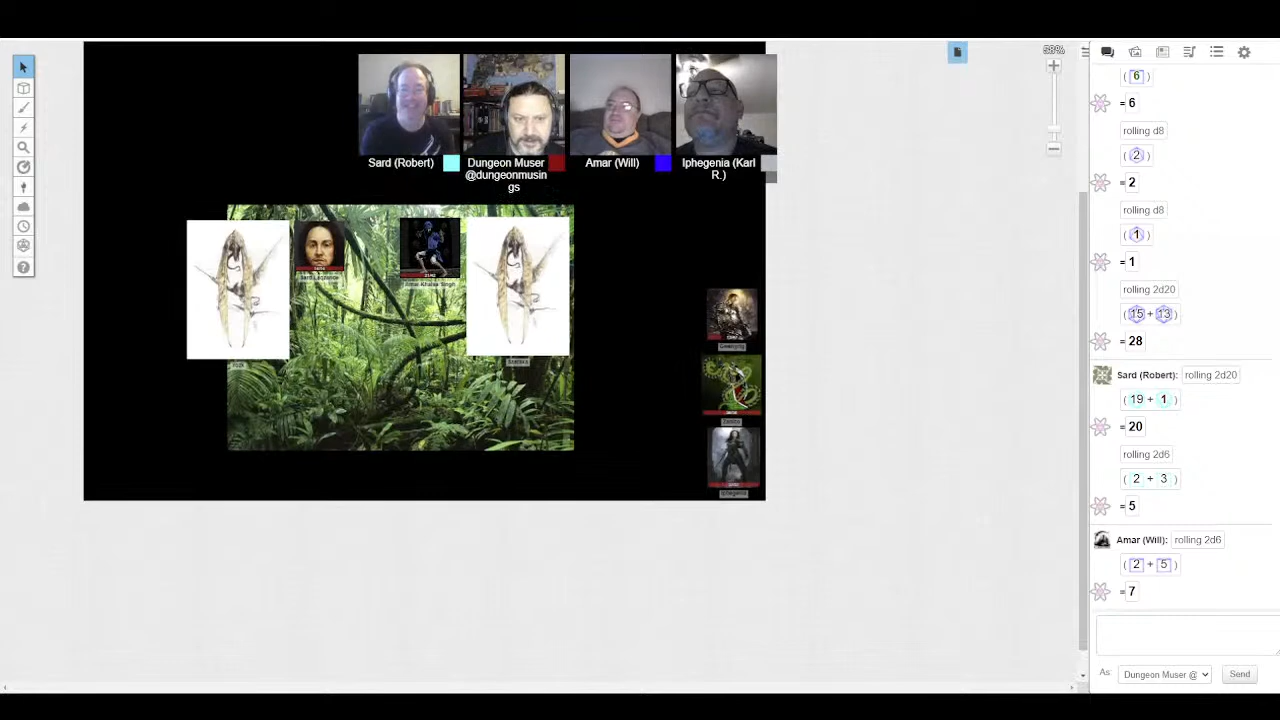 58%
Sard (Robert)
Dungeon Muser
@dungeonmusin
gs
Amar (Will)
Iphegenia (Karl
R.)
Iphegenia
(6)
=6
rolling d8
(2)
=2
rolling d8
(1)
=1
rolling 2d20
(15+13)
=28
Sard (Robert): rolling 2d20
(19+1)
=20
rolling 2d6
(2+3)
=5
Amar (Will): rolling 2d6
(2+5)
=7
As: Dungeon Muser @ Send